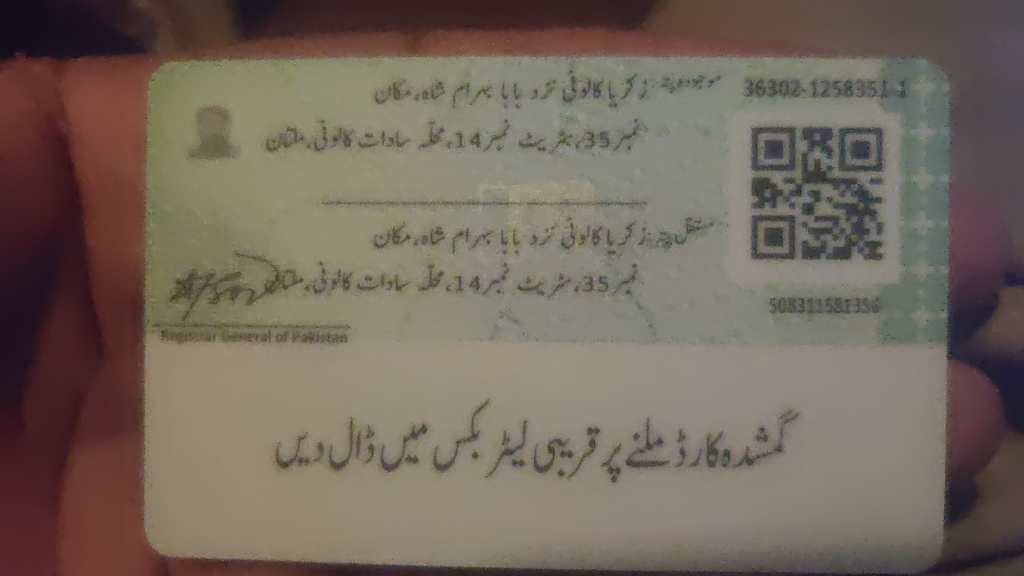 36302-1258351-1
موجودہ پتہ: زکریا کالونی نزد بابا بہرام شاہ، مکان
نمبر 35، سٹریٹ نمبر 14، محلہ سادات کالونی، ملتان
مستقل پتہ: زکریا کالونی نزد بابا بہرام شاہ، مکان
نمبر 35، سٹریٹ نمبر 14، محلہ سادات کالونی، ملتان
508311581356
Registrar General of Pakistan
گمشدہ کارڈ ملنے پر قریبی لیٹر بکس میں ڈال دیں